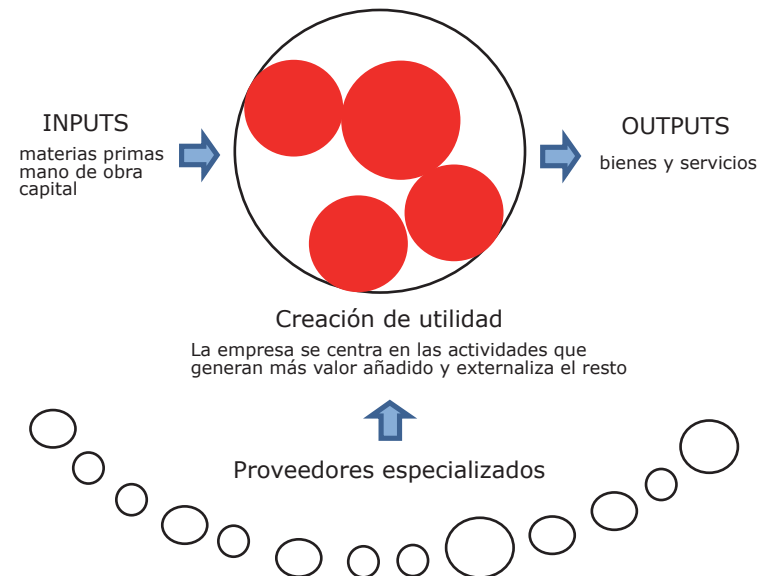 INPUTS
materias primas
mano de obra
capital
OUTPUTS
bienes y servicios
Creación de utilidad
La empresa se centra en las actividades que
generan más valor añadido y externaliza el resto
Proveedores especializados